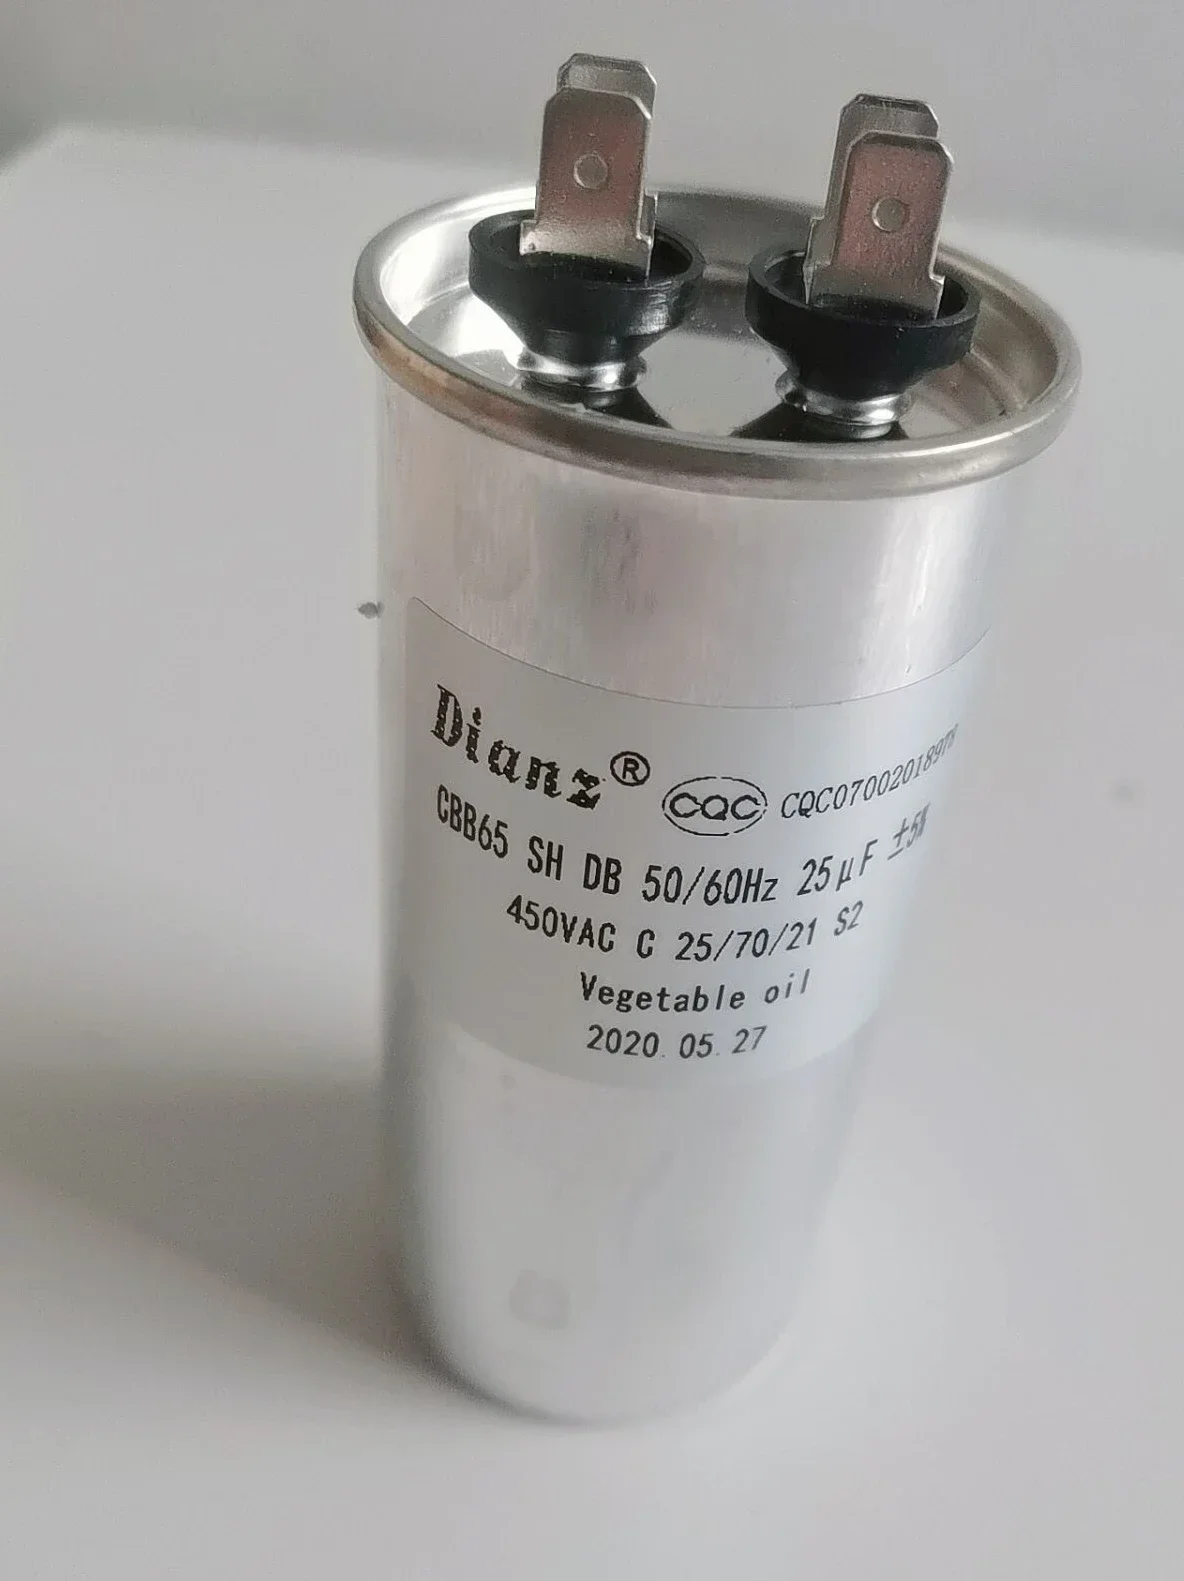 Dianz® CQC CQC07002018978
CBB65 SH DB 50/60Hz 25μF ±5%
450VAC C 25/70/21 S2
Vegetable oil
2020.05.27